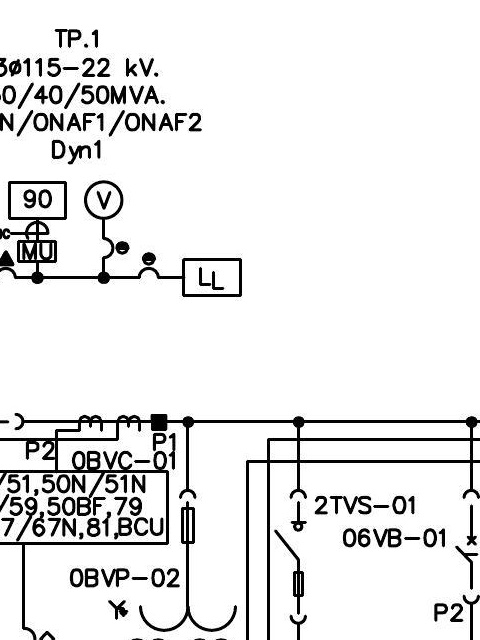 TP.1
3ø115-22 kV.
30/40/50MVA.
N/ONAF1/ONAF2
Dyn1
90
V
MU
LL
P2
P1
0BVC-01
/51,50N/51N
/59,50BF,79
7/67N,81,BCU
2TVS-01
06VB-01
0BVP-02
P2